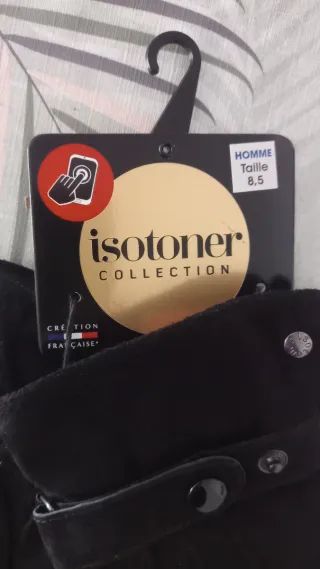 HOMME
Taille
8,5
isotoner
COLLECTION
CRÉATION
FRANÇAISE*